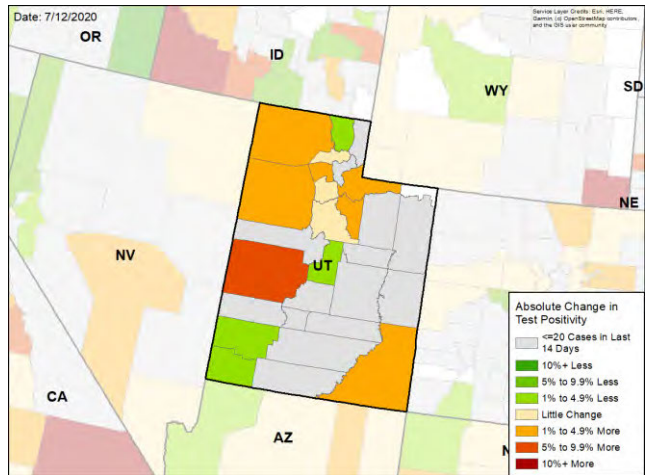 Date: 7/12/2020
Service Layer Credits: Esri, HERE,
Garmin, (c) OpenStreetMap contributors,
and the GIS user community
OR
ID
WY
SD
NE
NV
UT
CA
AZ
N
Absolute Change in
Test Positivity
<=20 Cases in Last
14 Days
10%+ Less
5% to 9.9% Less
1% to 4.9% Less
Little Change
1% to 4.9% More
5% to 9.9% More
10%+ More